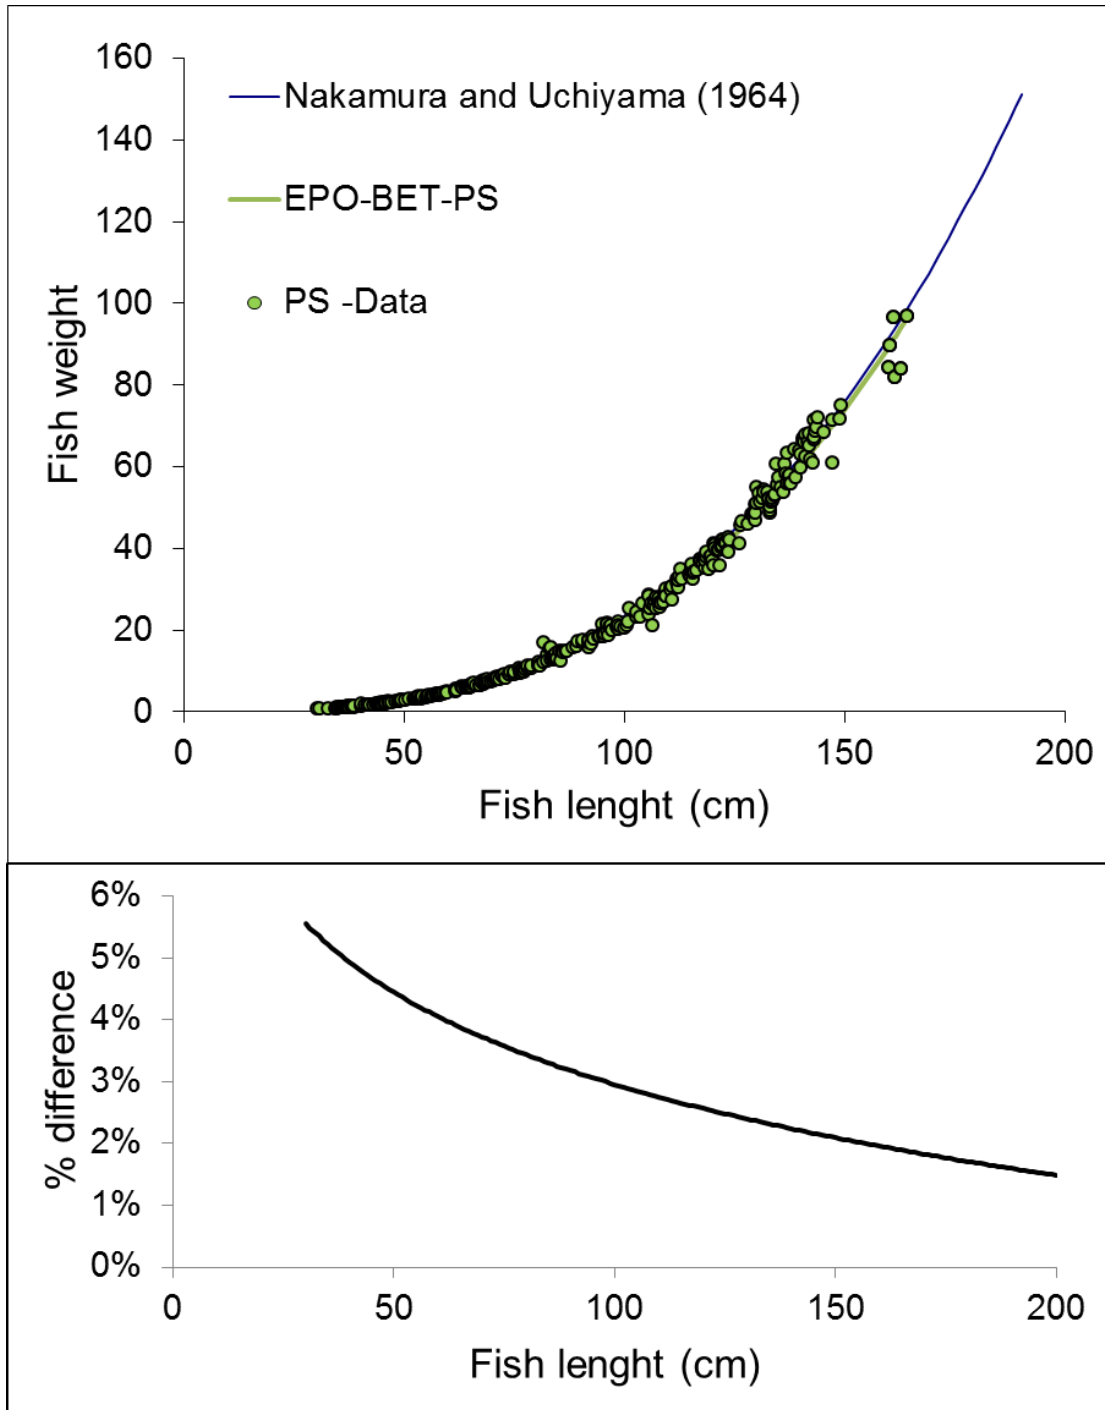 160
140
120
100
80
60
40
20
0
Fish weight
Nakamura and Uchiyama (1964)
EPO-BET-PS
PS -Data
0 50 100 150 200
Fish lenght (cm)
6%
5%
4%
3%
2%
1%
0%
% difference
0 50 100 150 200
Fish lenght (cm)